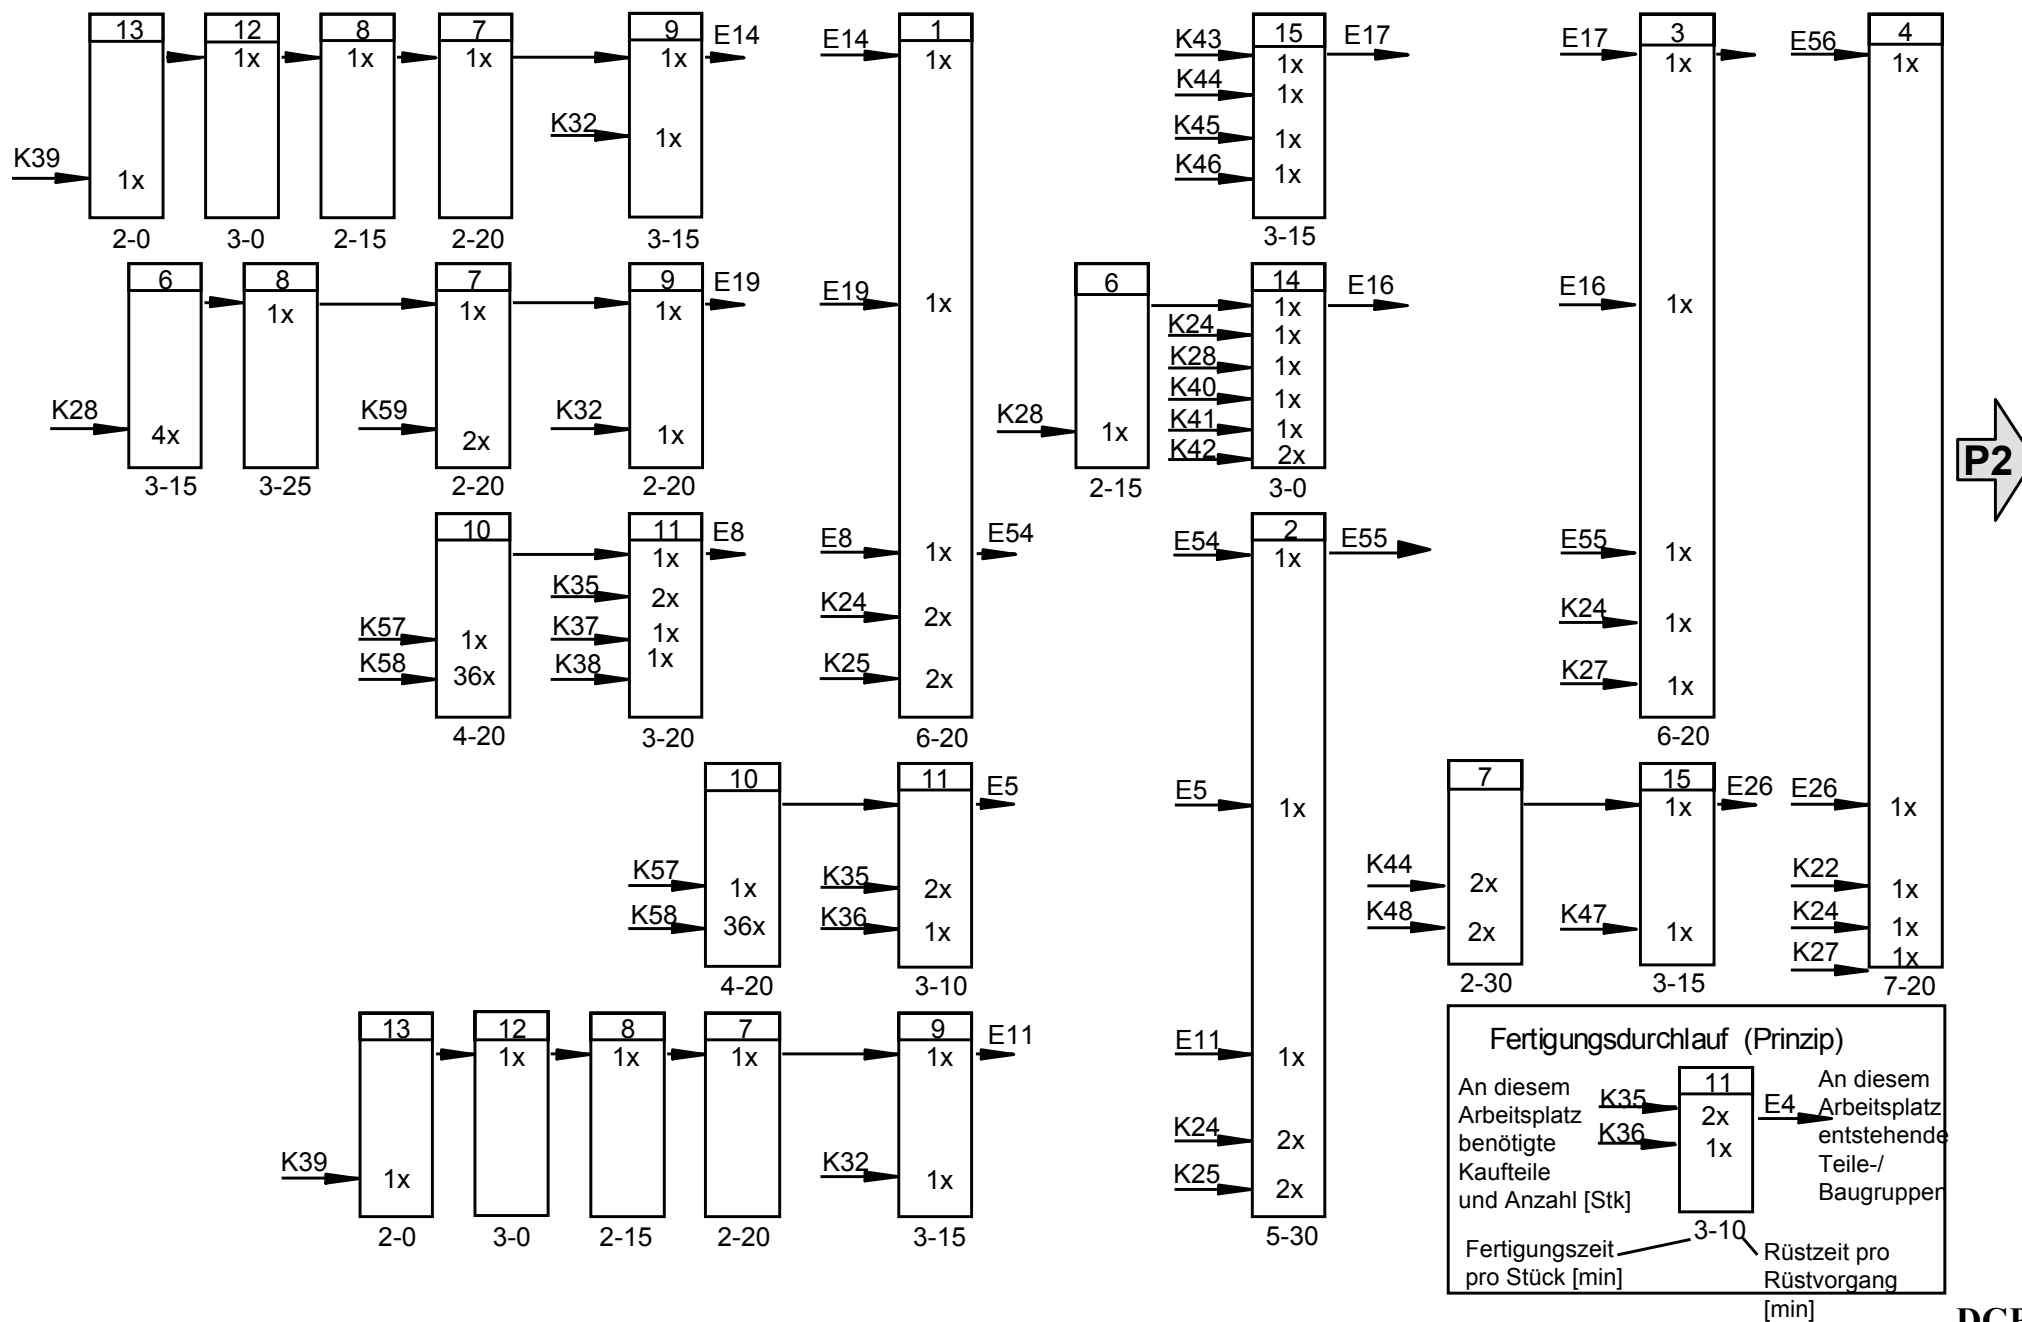 13 12 8 7 9 E14
1x 1x 1x 1x
K32 1x
K39 1x
2-0 3-0 2-15 2-20 3-15
6 8 7 9 E19
1x 1x 1x
K28 4x K59 2x K32 1x
3-15 3-25 2-20 2-20
10 11 E8
1x
K35 2x
K57 1x K37 1x
K58 36x K38 1x
4-20 3-20
1
E14 1x
E19 1x
E8 1x E54
K24 2x
K25 2x
6-20
10 11 E5
K57 1x K35 2x
K58 36x K36 1x
4-20 3-10
13 12 8 7 9 E11
1x 1x 1x 1x
K39 1x K32 1x
2-0 3-0 2-15 2-20 3-15
15 E17
K43 1x
K44 1x
K45 1x
K46 1x
3-15
6 14 E16
1x
K24 1x
K28 1x
K40 1x
K28 1x K41 1x
K42 2x
2-15 3-0
2
E54 1x E55
E5 1x
E11 1x
K24 2x
K25 2x
5-30
3
E17 1x
E16 1x
E55 1x
K24 1x
K27 1x
6-20
7 15 E26
1x
K44 2x
K48 2x K47 1x
2-30 3-15
4
E56 1x
E26 1x
K22 1x
K24 1x
K27 1x
7-20
P2
Fertigungsdurchlauf (Prinzip)
An diesem
Arbeitsplatz
benötigte
Kaufteile
und Anzahl [Stk]
11
K35 2x E4
K36 1x
3-10
An diesem
Arbeitsplatz
entstehende
Teile-/
Baugruppen
Fertigungszeit
pro Stück [min]
Rüstzeit pro
Rüstvorgang
[min]